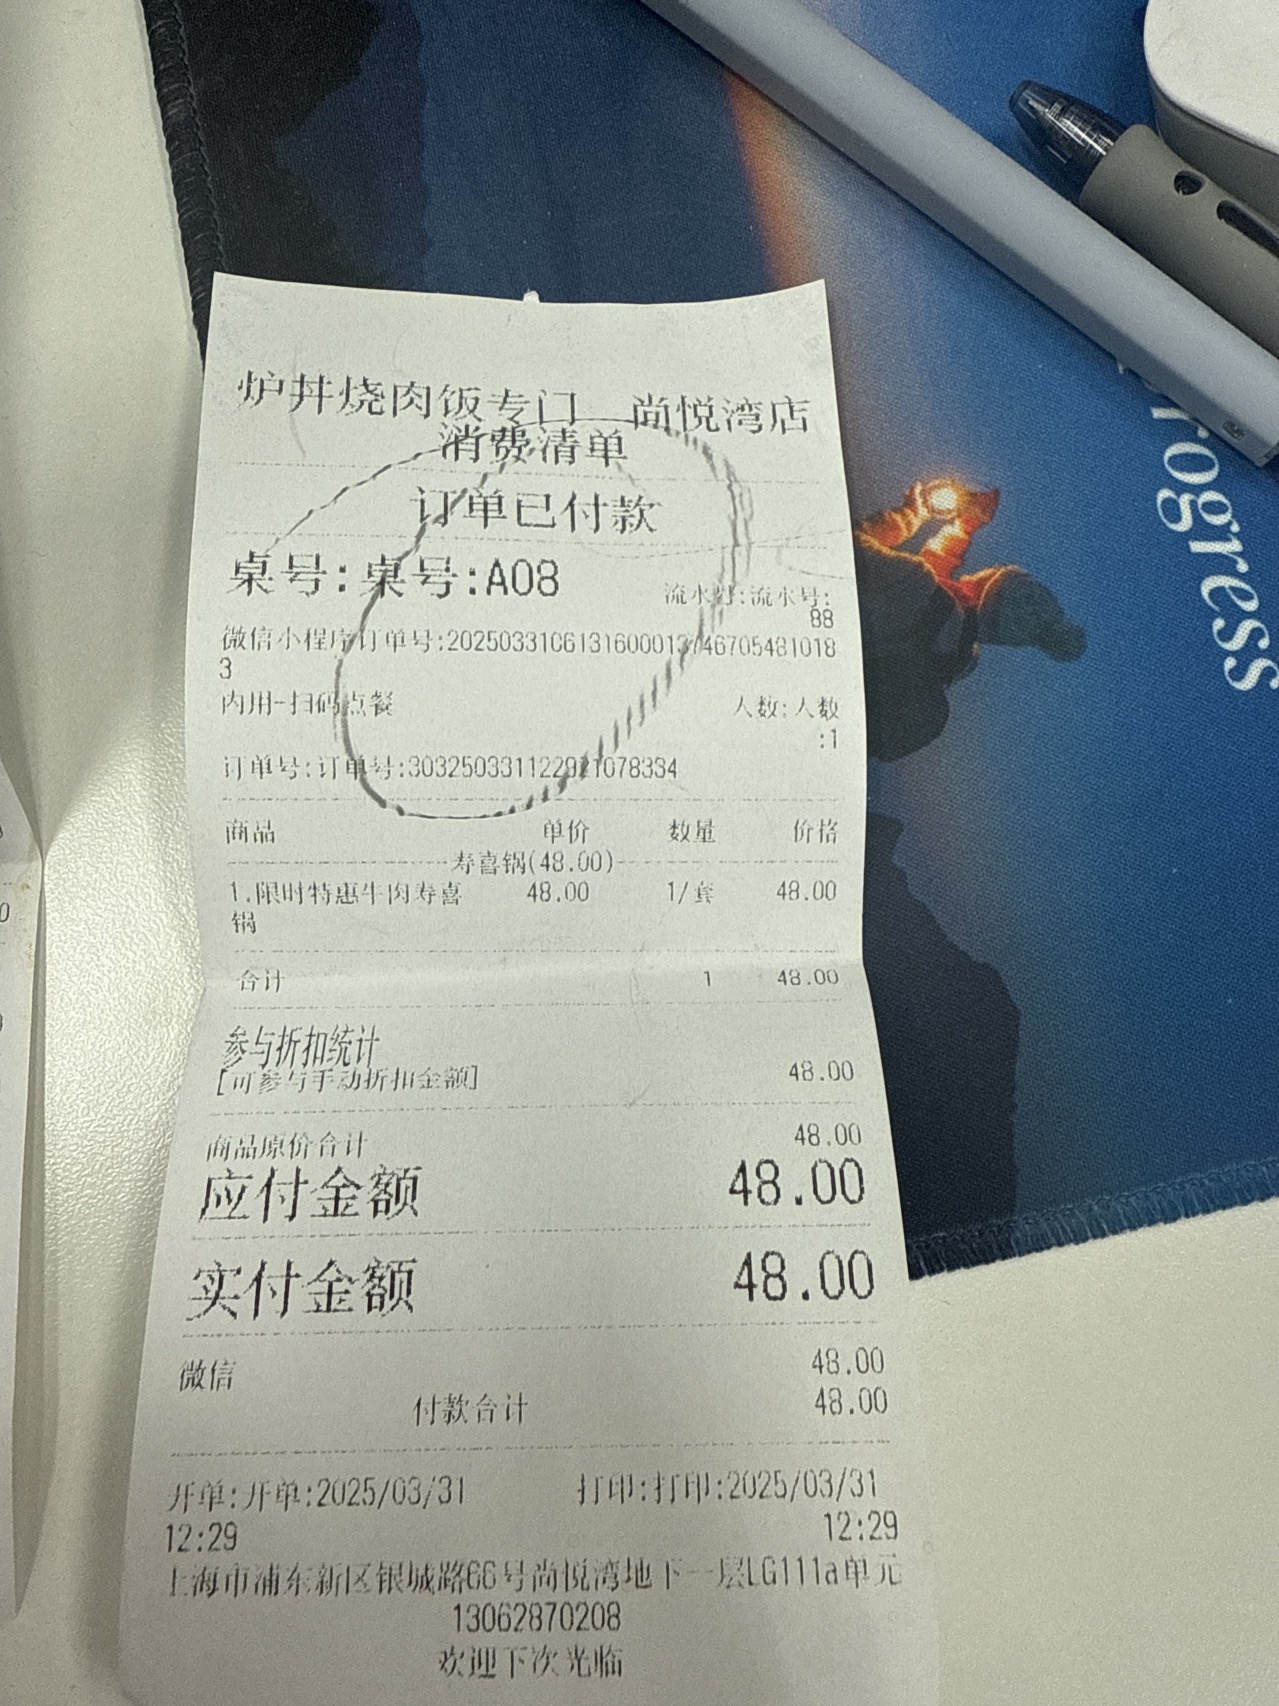 炉丼烧肉饭专门 尚悦湾店
消费清单
订单已付款
桌号:桌号:A08
流水号:流水号:
88
微信小程序订单号:2025033106131600013746705481018
3
内用-扫码点餐
人数:人数
:1
订单号:订单号:303250331122921078334
商品 单价 数量 价格
寿喜锅(48.00)
1.限时特惠牛肉寿喜 48.00 1/套 48.00
锅
合计 1 48.00
参与折扣统计
[可参与手动折扣金额] 48.00
商品原价合计 48.00
应付金额 48.00
实付金额 48.00
微信 48.00
付款合计 48.00
开单:开单:2025/03/31 打印:打印:2025/03/31
12:29 12:29
上海市浦东新区银城路66号尚悦湾地下一层LG111a单元
13062870208
欢迎下次光临
rogress